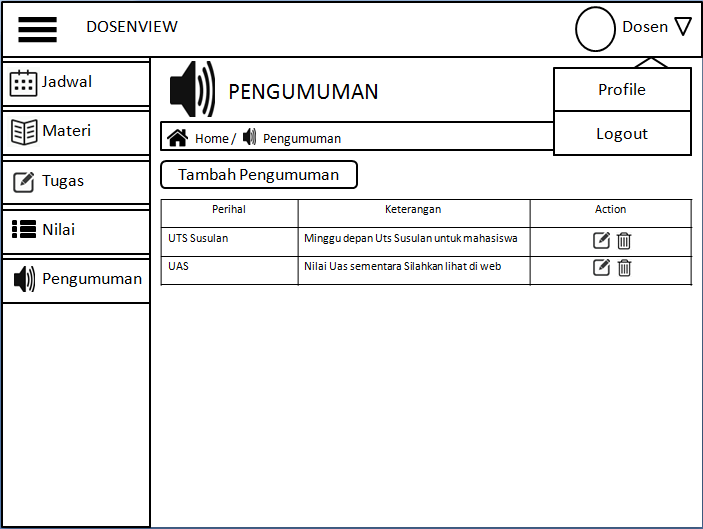 DOSENVIEW
Dosen
Profile
Logout
Jadwal
Materi
Tugas
Nilai
Pengumuman
PENGUMUMAN
Home / Pengumuman
Tambah Pengumuman
Perihal Keterangan Action
UTS Susulan Minggu depan Uts Susulan untuk mahasiswa
UAS Nilai Uas sementara Silahkan lihat di web